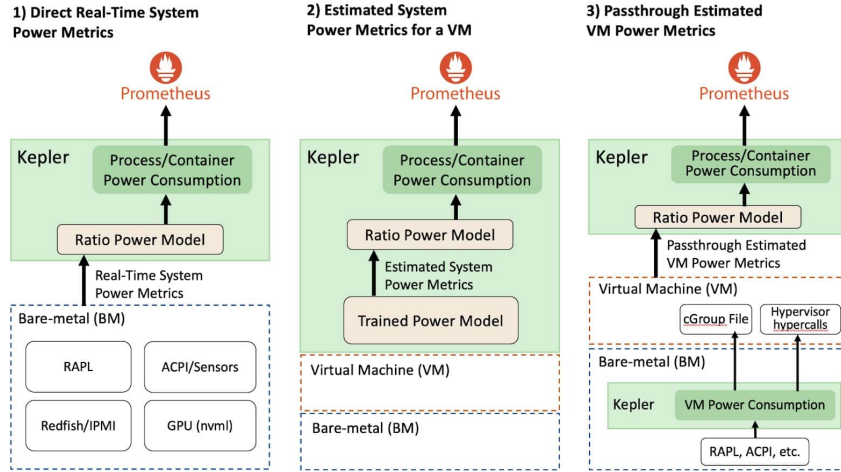 1) Direct Real-Time System
Power Metrics
Prometheus
Kepler
Process/Container
Power Consumption
Ratio Power Model
Real-Time System
Power Metrics
Bare-metal (BM)
RAPL
ACPI/Sensors
Redfish/IPMI
GPU (nvml)
2) Estimated System
Power Metrics for a VM
Prometheus
Kepler
Process/Container
Power Consumption
Ratio Power Model
Estimated System
Power Metrics
Trained Power Model
Virtual Machine (VM)
Bare-metal (BM)
3) Passthrough Estimated
VM Power Metrics
Prometheus
Kepler
Process/Container
Power Consumption
Ratio Power Model
Passthrough Estimated
VM Power Metrics
Virtual Machine (VM)
cGroup File
Hypervisor
hypercalls
Bare-metal (BM)
Kepler
VM Power Consumption
RAPL, ACPI, etc.